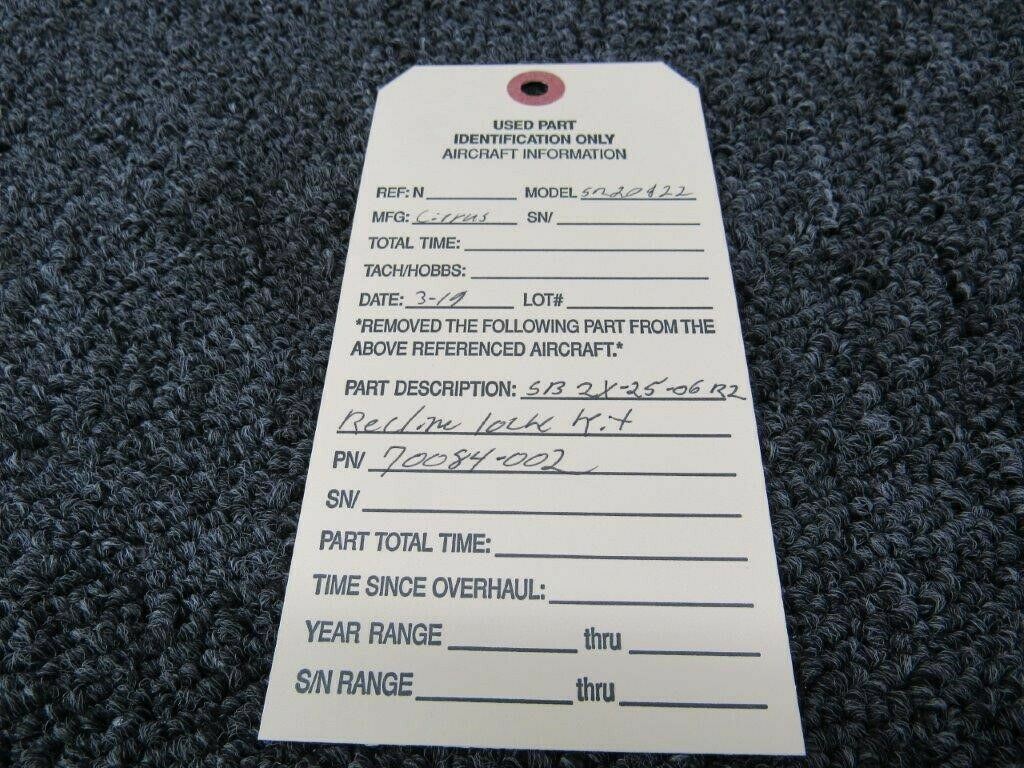 USED PART
IDENTIFICATION ONLY
AIRCRAFT INFORMATION
REF: N MODEL SR20&22
MFG: Cirrus SN/
TOTAL TIME:
TACH/HOBBS:
DATE: 3-19 LOT#
*REMOVED THE FOLLOWING PART FROM THE
ABOVE REFERENCED AIRCRAFT.*
PART DESCRIPTION: SB 2X-25-06 R2
Recline lock Kit
PN/ 70084-002
SN/
PART TOTAL TIME:
TIME SINCE OVERHAUL:
YEAR RANGE thru
S/N RANGE thru